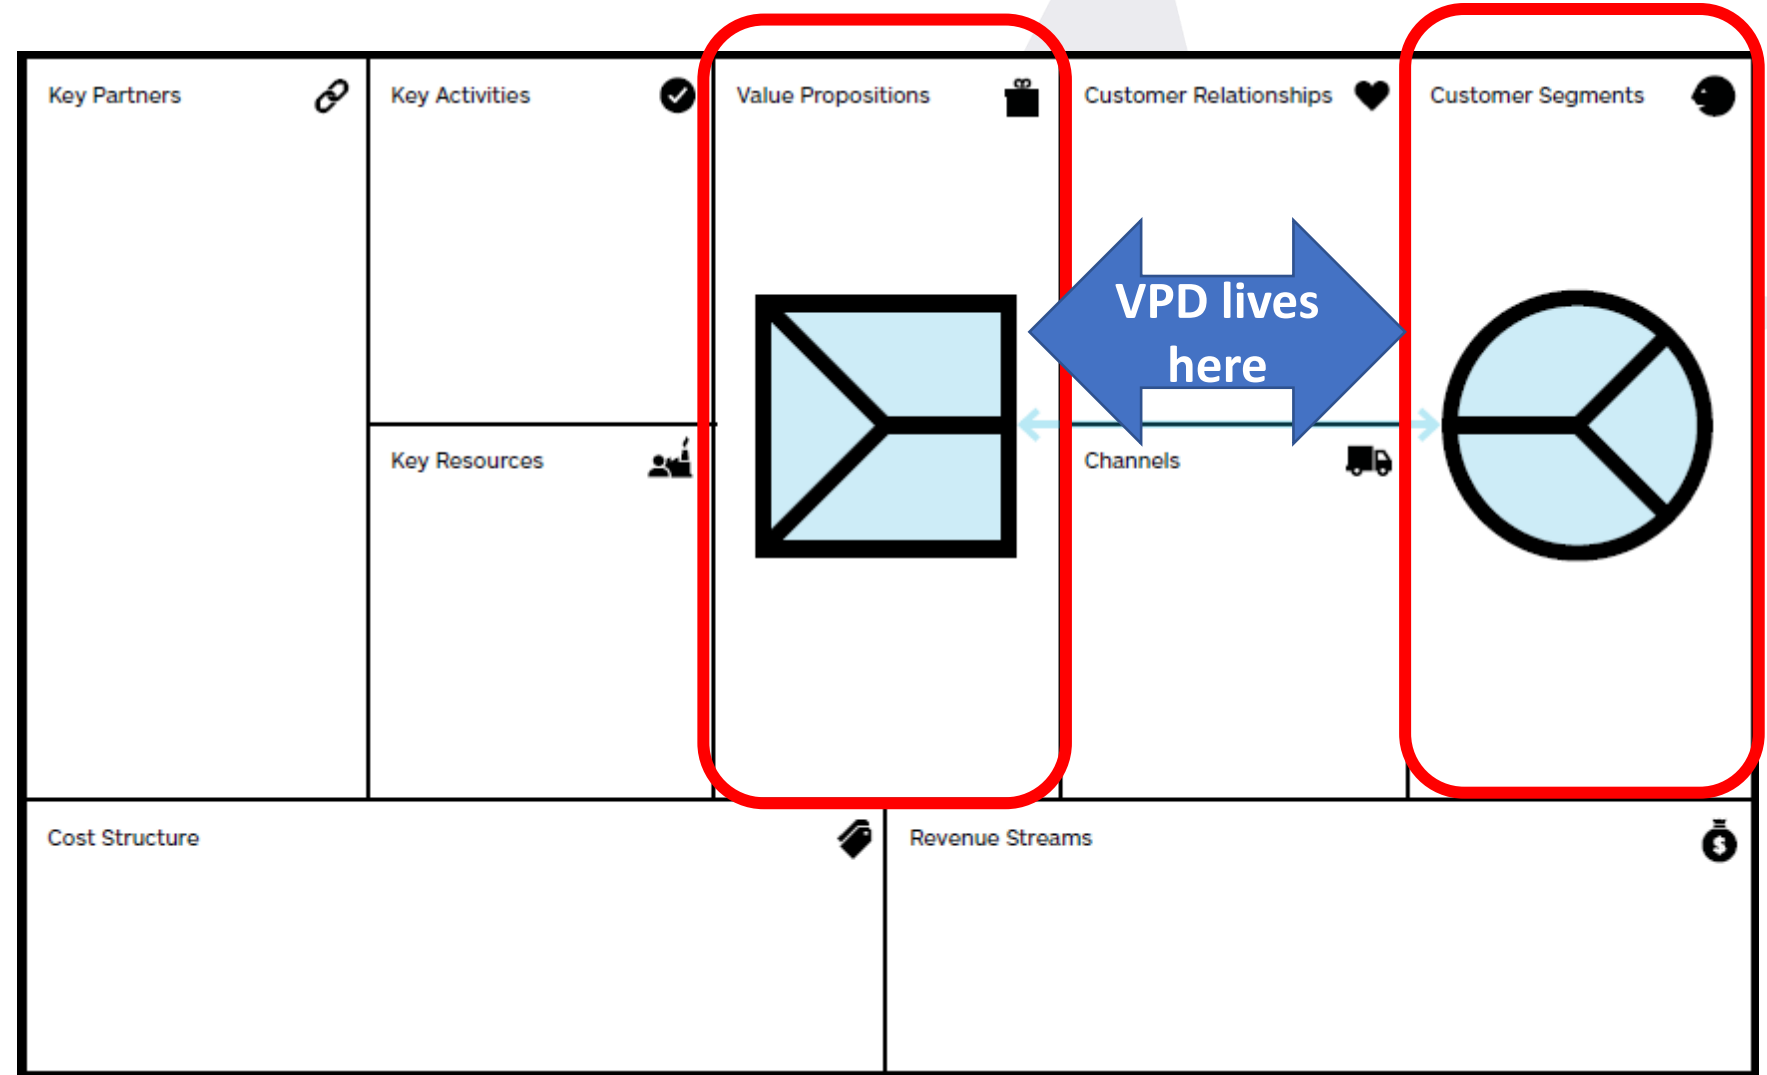 Key Partners
Key Activities
Value Propositions
Customer Relationships
Customer Segments
VPD lives
here
Key Resources
Channels
Cost Structure
Revenue Streams
$